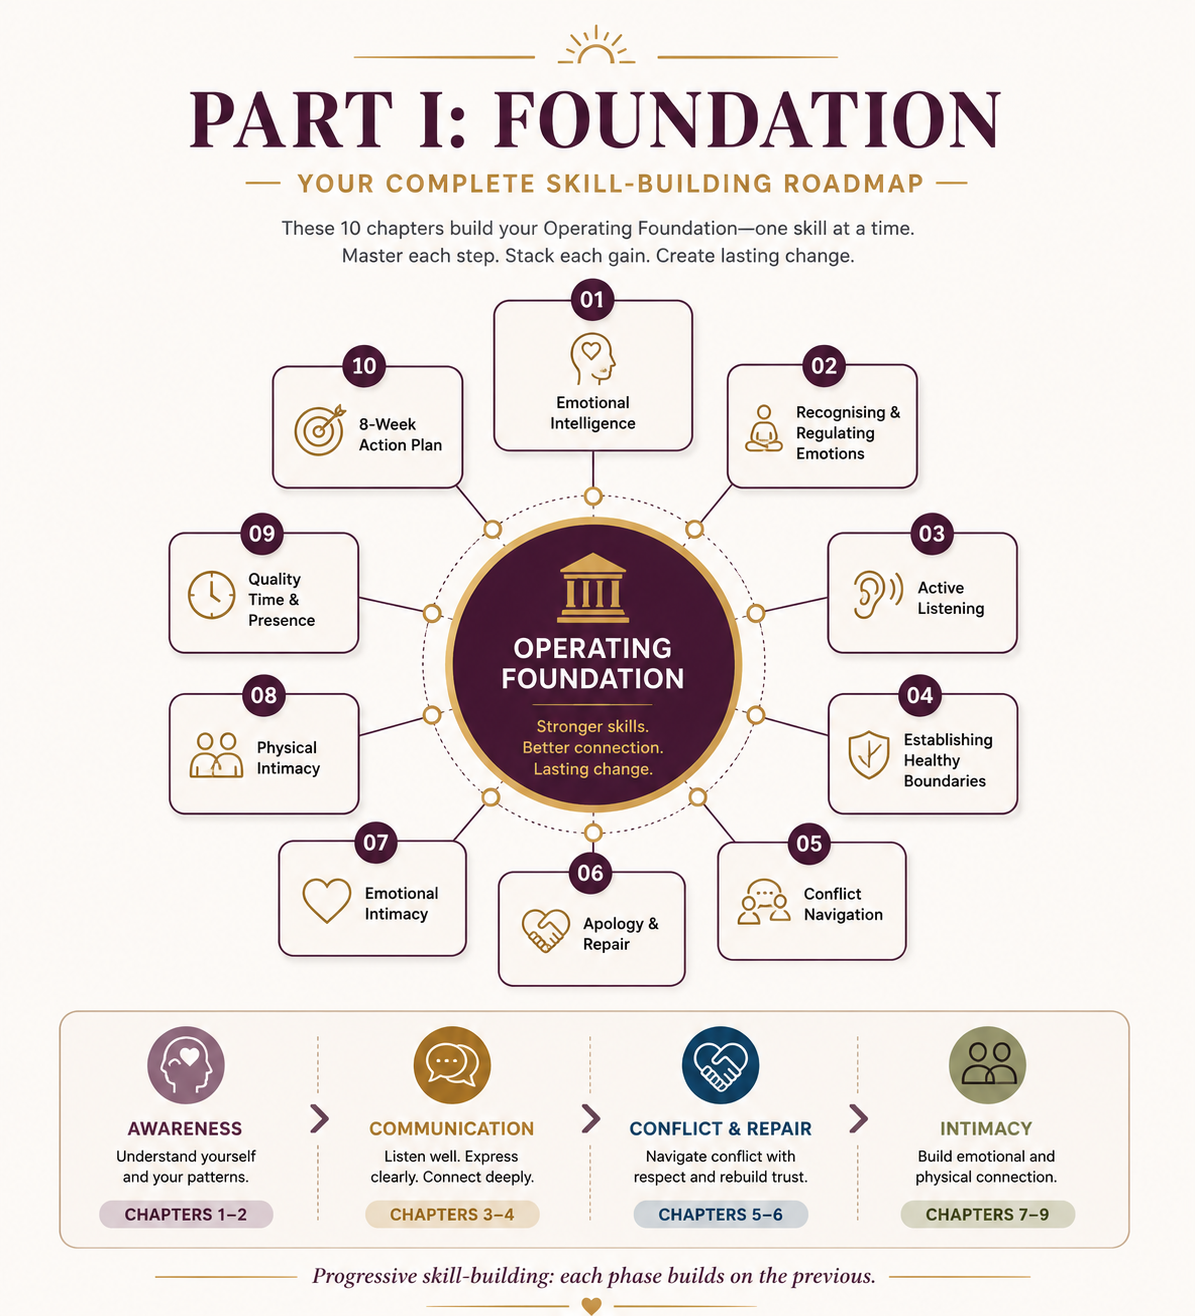 PART I: FOUNDATION
YOUR COMPLETE SKILL-BUILDING ROADMAP
These 10 chapters build your Operating Foundation—one skill at a time.
Master each step. Stack each gain. Create lasting change.
01
Emotional
Intelligence
02
Recognising &
Regulating
Emotions
03
Active
Listening
04
Establishing
Healthy
Boundaries
05
Conflict
Navigation
06
Apology &
Repair
07
Emotional
Intimacy
08
Physical
Intimacy
09
Quality
Time &
Presence
10
8-Week
Action Plan
OPERATING
FOUNDATION
Stronger skills.
Better connection.
Lasting change.
AWARENESS
Understand yourself
and your patterns.
CHAPTERS 1–2
COMMUNICATION
Listen well. Express
clearly. Connect deeply.
CHAPTERS 3–4
CONFLICT & REPAIR
Navigate conflict with
respect and rebuild trust.
CHAPTERS 5–6
INTIMACY
Build emotional and
physical connection.
CHAPTERS 7–9
Progressive skill-building: each phase builds on the previous.